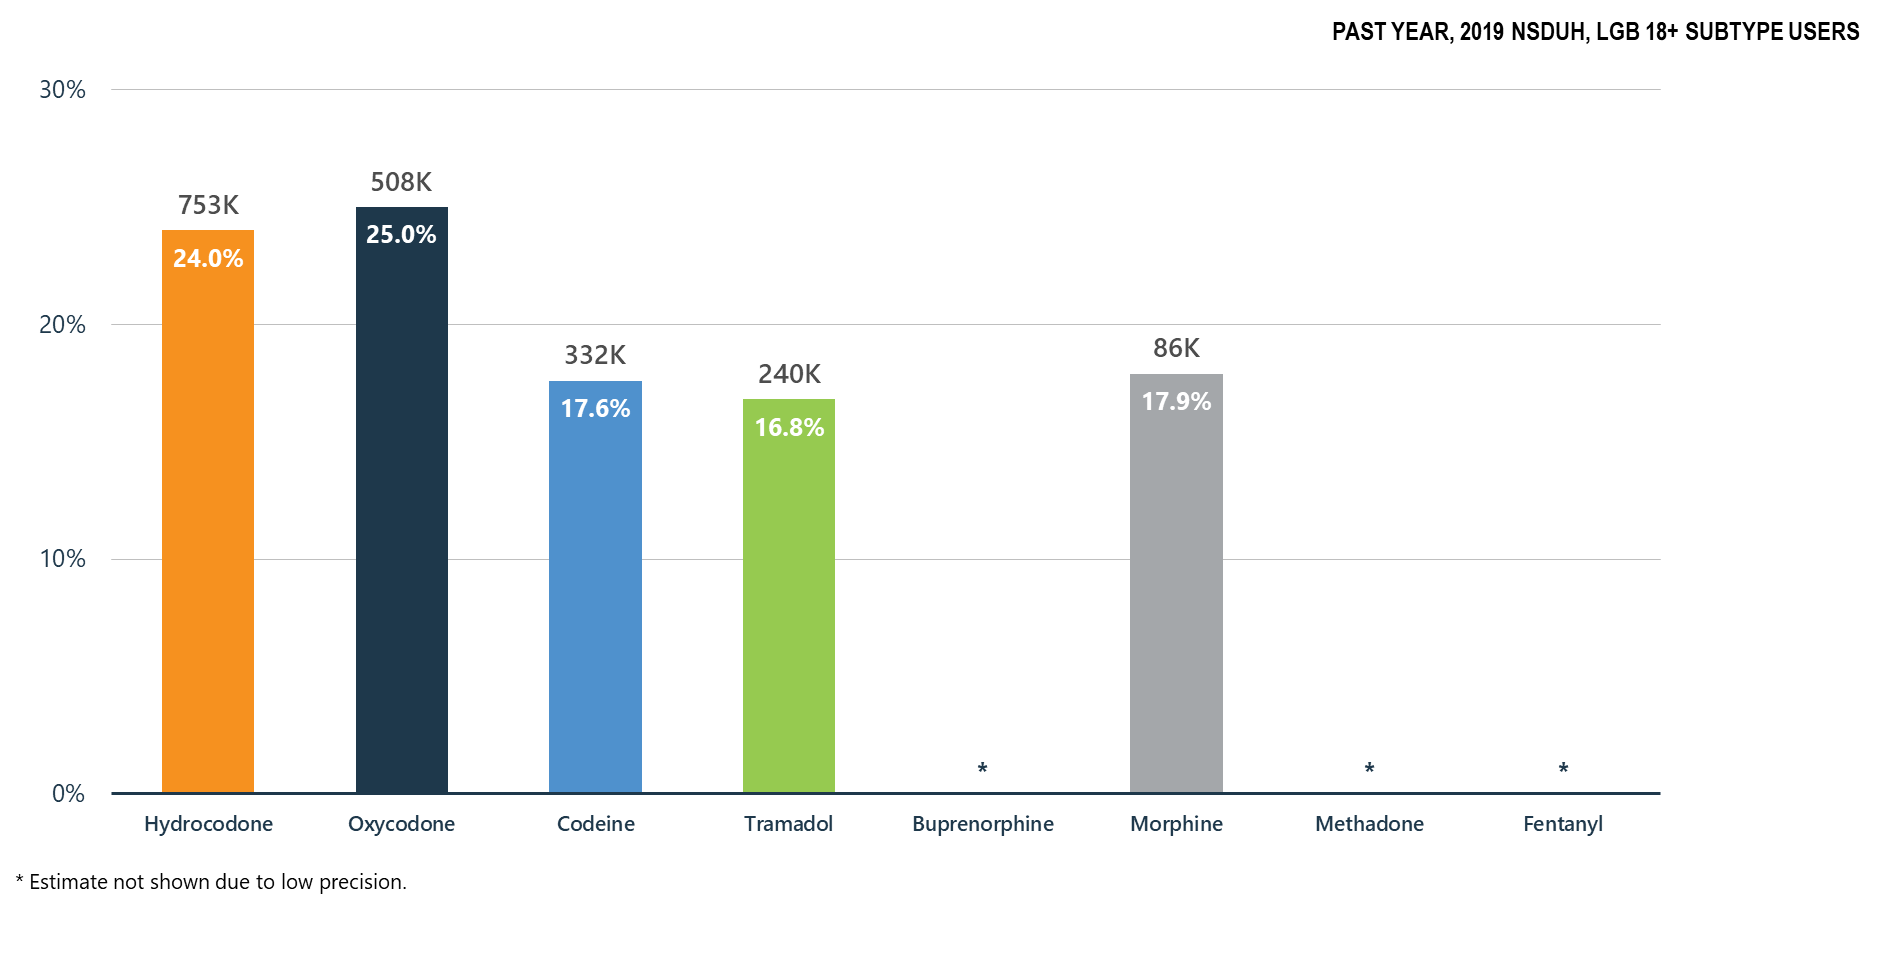 PAST YEAR, 2019 NSDUH, LGB 18+ SUBTYPE USERS
30%
20%
10%
0%
753K
24.0%
508K
25.0%
332K
17.6%
240K
16.8%
*
86K
17.9%
*
*
Hydrocodone
Oxycodone
Codeine
Tramadol
Buprenorphine
Morphine
Methadone
Fentanyl
* Estimate not shown due to low precision.